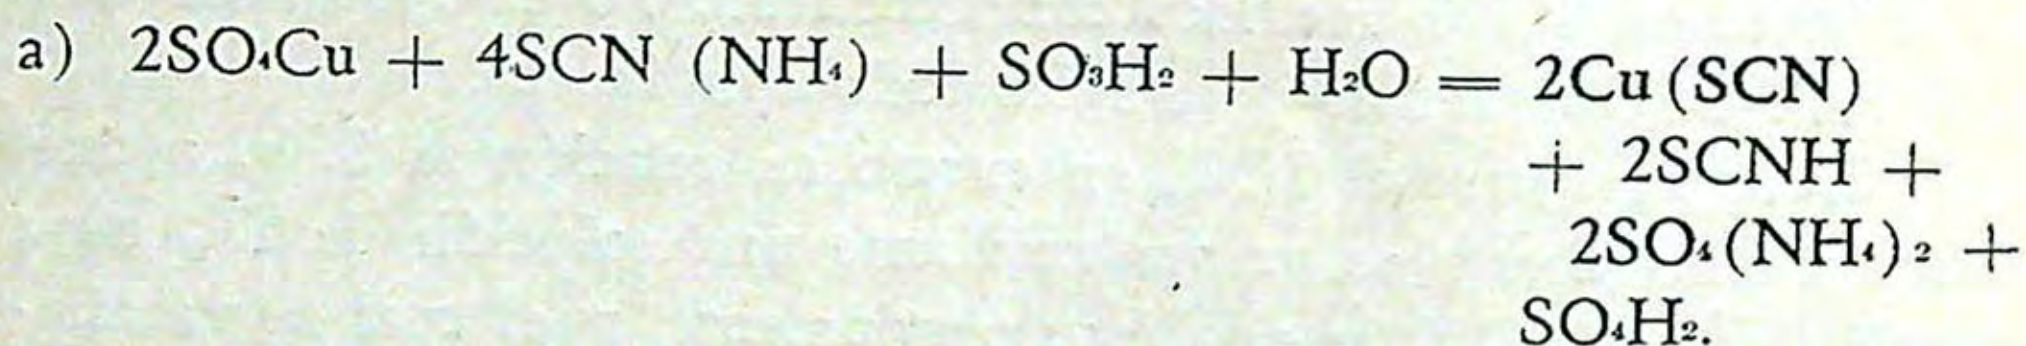 a) 2SO₄Cu + 4SCN (NH₄) + SO₃H₂ + H₂O = 2Cu (SCN)
+ 2SCNH +
2SO₄ (NH₄)₂ +
SO₄H₂.